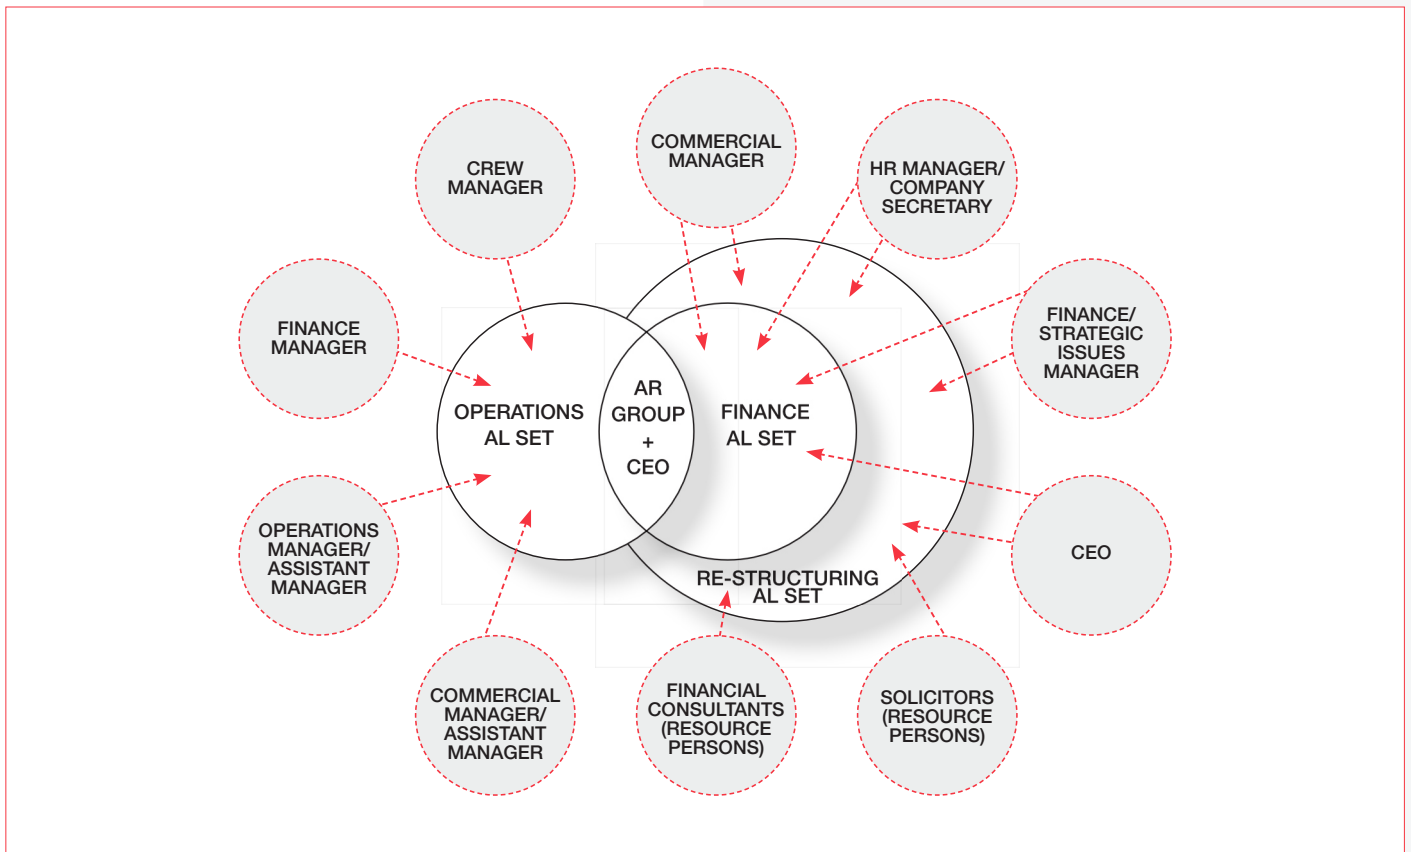 COMMERCIAL
MANAGER
CREW
MANAGER
HR MANAGER/
COMPANY
SECRETARY
FINANCE
MANAGER
FINANCE/
STRATEGIC
ISSUES
MANAGER
OPERATIONS
AL SET
AR
GROUP
+
CEO
FINANCE
AL SET
OPERATIONS
MANAGER/
ASSISTANT
MANAGER
CEO
RE-STRUCTURING
AL SET
COMMERCIAL
MANAGER/
ASSISTANT
MANAGER
FINANCIAL
CONSULTANTS
(RESOURCE
PERSONS)
SOLICITORS
(RESOURCE
PERSONS)